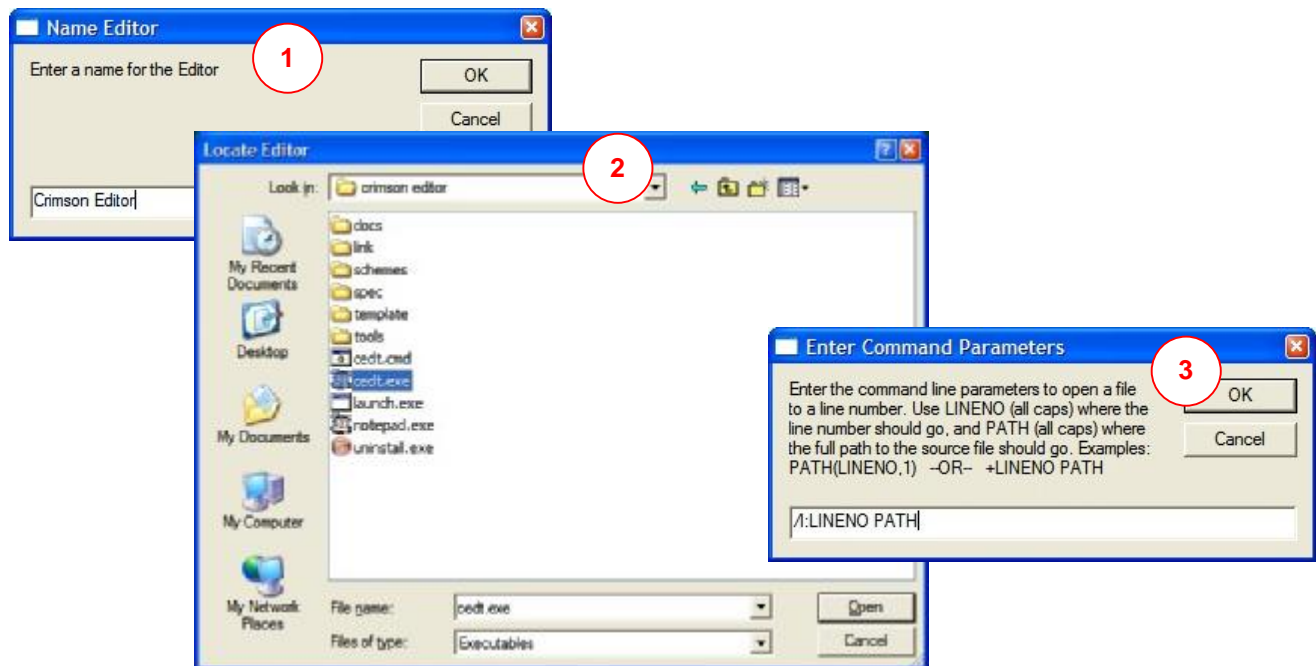 Name Editor
1
Enter a name for the Editor
OK
Cancel
Crimson Editor
Locate Editor
2
Look in:
crimson editor
docs
link
schemes
spec
template
tools
cedt.cmd
cedt.exe
launch.exe
notepad.exe
uninstall.exe
My Recent
Documents
Desktop
My Documents
My Computer
My Network
Places
File name:
cedt.exe
Open
Files of type:
Executables
Cancel
Enter Command Parameters
3
Enter the command line parameters to open a file
to a line number. Use LINENO (all caps) where the
line number should go, and PATH (all caps) where
the full path to the source file should go. Examples:
PATH(LINENO,1) --OR-- +LINENO PATH
OK
Cancel
/l:LINENO PATH